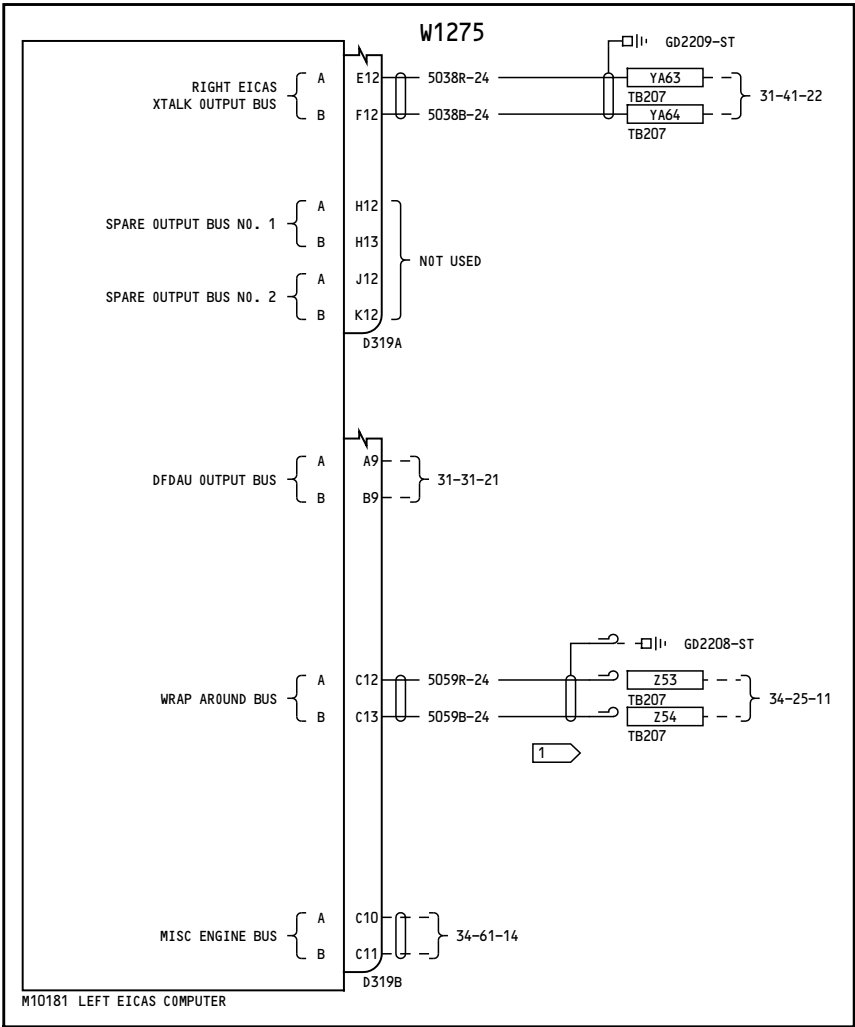 W1275
GD2209-ST
RIGHT EICAS
XTALK OUTPUT BUS
A E12 5038R-24 YA63
TB207
B F12 5038B-24 YA64
TB207
31-41-22
SPARE OUTPUT BUS NO. 1
A H12
B H13
SPARE OUTPUT BUS NO. 2
A J12
B K12
NOT USED
D319A
DFDAU OUTPUT BUS
A A9
B B9
31-31-21
GD2208-ST
WRAP AROUND BUS
A C12 5059R-24 Z53
TB207
B C13 5059B-24 Z54
TB207
34-25-11
1
MISC ENGINE BUS
A C10
B C11
34-61-14
D319B
M10181 LEFT EICAS COMPUTER